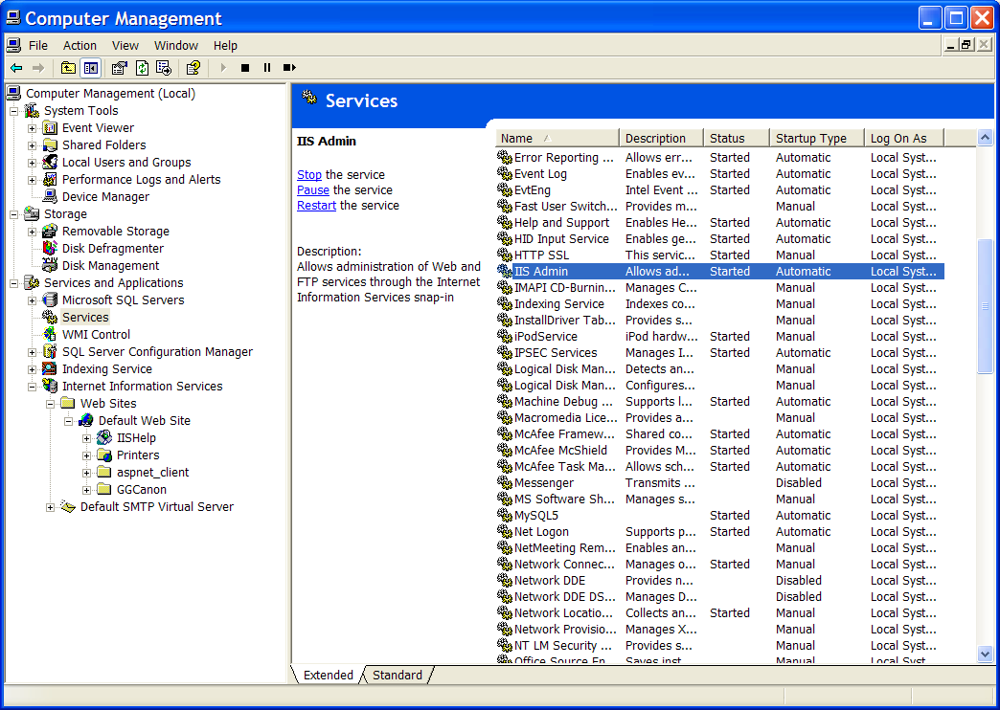 Computer Management
File Action View Window Help
Computer Management (Local)
System Tools
Event Viewer
Shared Folders
Local Users and Groups
Performance Logs and Alerts
Device Manager
Storage
Removable Storage
Disk Defragmenter
Disk Management
Services and Applications
Microsoft SQL Servers
Services
WMI Control
SQL Server Configuration Manager
Indexing Service
Internet Information Services
Web Sites
Default Web Site
IISHelp
Printers
aspnet_client
GGCanon
Default SMTP Virtual Server
Services
IIS Admin
Stop the service
Pause the service
Restart the service
Description:
Allows administration of Web and
FTP services through the Internet
Information Services snap-in
Name Description Status Startup Type Log On As
Error Reporting ... Allows err... Started Automatic Local Syst...
Event Log Enables ev... Started Automatic Local Syst...
EvtEng Intel Event ... Started Automatic Local Syst...
Fast User Switch... Provides m... Manual Local Syst...
Help and Support Enables He... Started Automatic Local Syst...
HID Input Service Enables ge... Started Automatic Local Syst...
HTTP SSL This servic... Started Manual Local Syst...
IIS Admin Allows ad... Started Automatic Local Syst...
IMAPI CD-Burnin... Manages C... Manual Local Syst...
Indexing Service Indexes co... Manual Local Syst...
InstallDriver Tab... Provides s... Manual Local Syst...
iPodService iPod hardw... Started Manual Local Syst...
IPSEC Services Manages I... Started Automatic Local Syst...
Logical Disk Man... Detects an... Manual Local Syst...
Logical Disk Man... Configures... Manual Local Syst...
Machine Debug ... Supports l... Started Automatic Local Syst...
Macromedia Lice... Provides a... Manual Local Syst...
McAfee Framew... Shared co... Started Automatic Local Syst...
McAfee McShield Provides M... Started Automatic Local Syst...
McAfee Task Ma... Allows sch... Started Automatic Local Syst...
Messenger Transmits ... Disabled Local Syst...
MS Software Sh... Manages s... Manual Local Syst...
MySQL5 Started Automatic Local Syst...
Net Logon Supports p... Started Automatic Local Syst...
NetMeeting Rem... Enables an... Manual Local Syst...
Network Connec... Manages o... Started Manual Local Syst...
Network DDE Provides n... Disabled Local Syst...
Network DDE DS... Manages D... Disabled Local Syst...
Network Locatio... Collects an... Started Manual Local Syst...
Network Provisio... Manages X... Manual Local Syst...
NT LM Security ... Provides s... Manual Local Syst...
Office Source En... Saves inst... Manual Local Syst...
Extended Standard